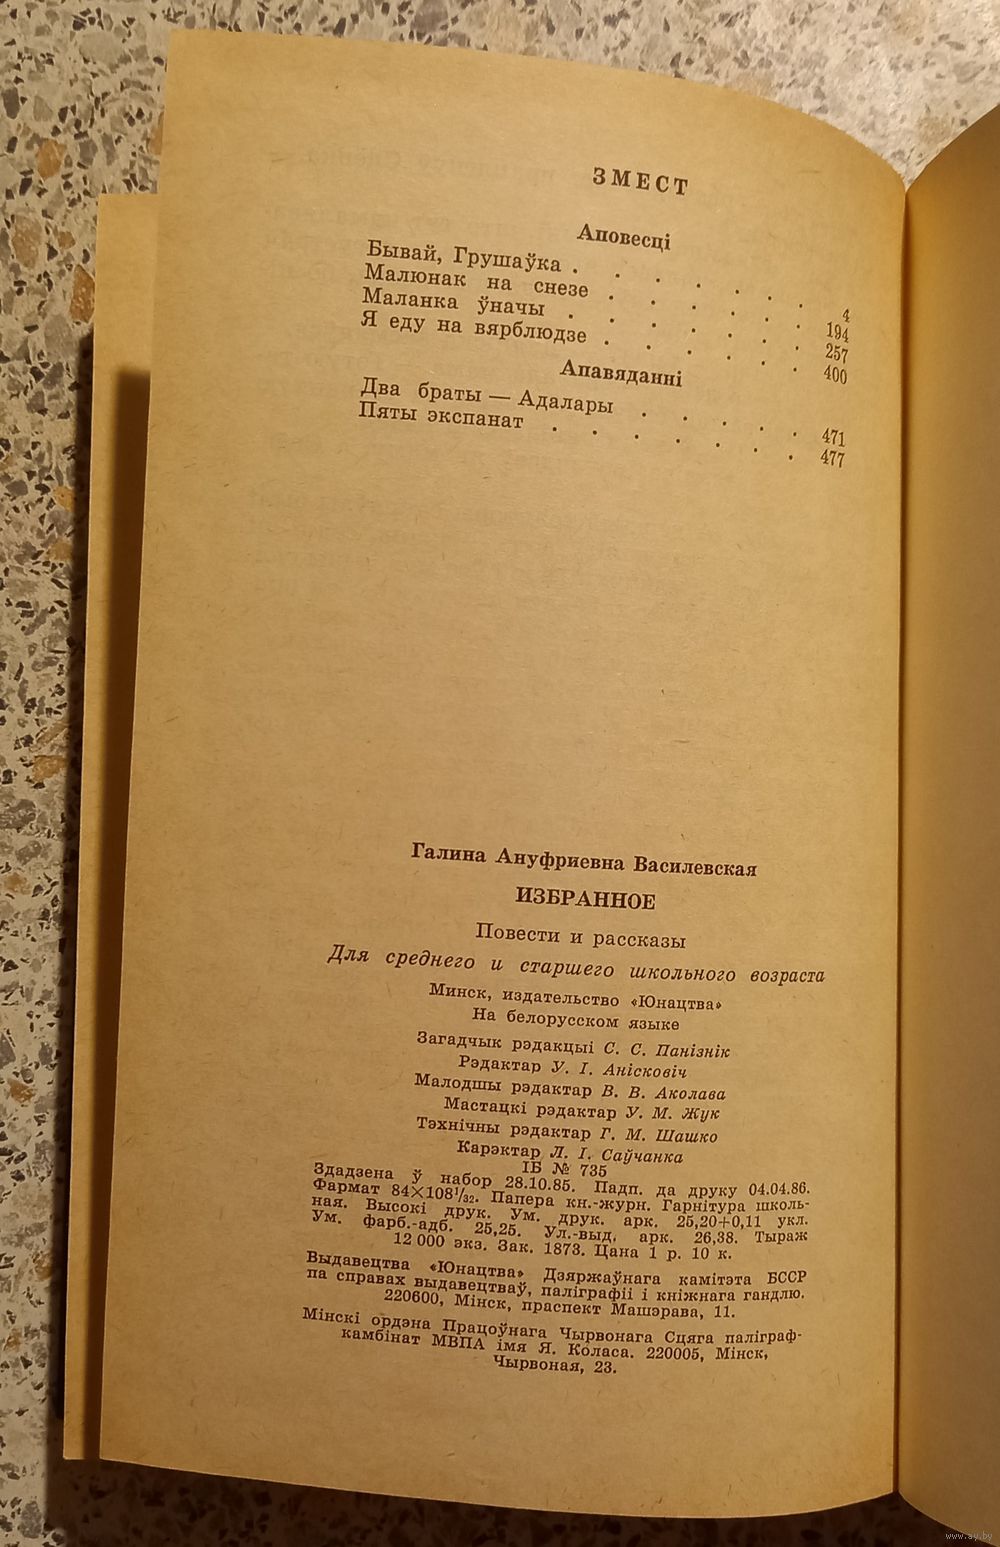 ЗМЕСТ
Аповесці
Бывай, Грушаўка . . . . . . . 4
Малюнак на снезе . . . . . . 194
Маланка ўначы . . . . . . . 257
Я еду на вярблюдзе . . . . . . 400
Апавяданні
Два браты — Адалары . . . . . 471
Пяты экспанат . . . . . . . 477
Галина Ануфриевна Василевская
ИЗБРАННОЕ
Повести и рассказы
Для среднего и старшего школьного возраста
Минск, издательство «Юнацтва»
На белорусском языке
Загадчык рэдакцыі С. С. Панізнік
Рэдактар У. І. Анісковіч
Малодшы рэдактар В. В. Аколава
Мастацкі рэдактар У. М. Жук
Тэхнічны рэдактар Г. М. Шашко
Карэктар Л. І. Саўчанка
ІБ № 735
Здадзена ў набор 28.10.85. Падп. да друку 04.04.86.
Фармат 84×108¹/₃₂. Папера кн.-журн. Гарнітура школь-
ная. Высокі друк. Ум. друк. арк. 25,20+0,11 укл.
Ум. фарб.-адб. 25,25. Ул.-выд. арк. 26,38. Тыраж
12 000 экз. Зак. 1873. Цана 1 р. 10 к.
Выдавецтва «Юнацтва» Дзяржаўнага камітэта БССР
па справах выдавецтваў, паліграфіі і кніжнага гандлю.
220600, Мінск, праспект Машэрава, 11.
Мінскі ордэна Працоўнага Чырвонага Сцяга паліграф-
камбінат МВПА імя Я. Коласа. 220005, Мінск,
Чырвоная, 23.
www.ay.by